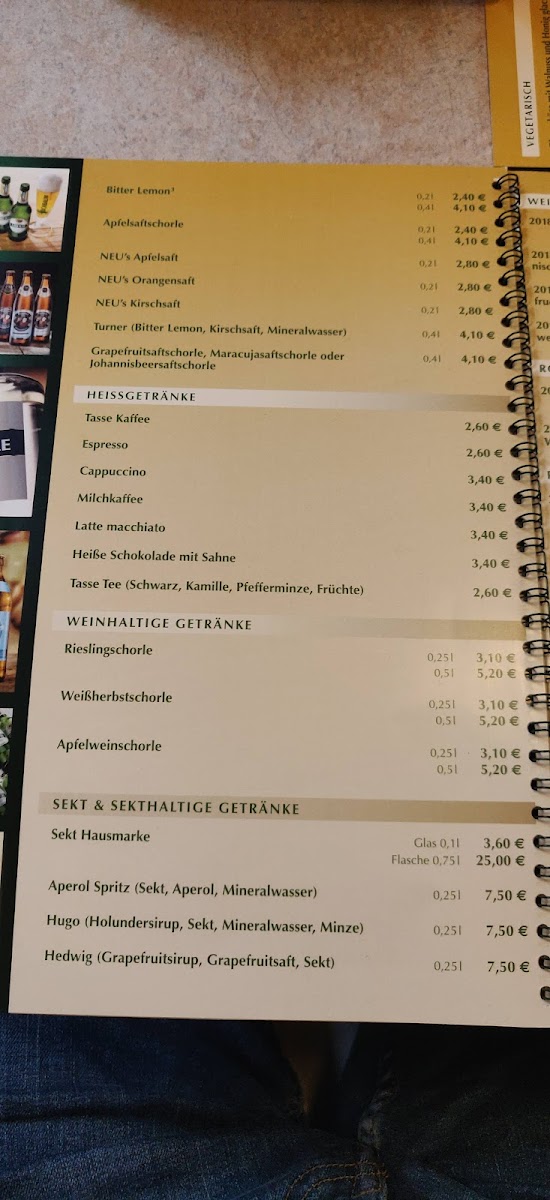 VEGETARISCH
Bitter Lemon³ 0,2l 2,40 €
0,4l 4,10 €
Apfelsaftschorle 0,2l 2,40 €
0,4l 4,10 €
NEU's Apfelsaft 0,2l 2,80 €
NEU's Orangensaft 0,2l 2,80 €
NEU's Kirschsaft 0,2l 2,80 €
Turner (Bitter Lemon, Kirschsaft, Mineralwasser) 0,4l 4,10 €
Grapefruitsaftschorle, Maracujasaftschorle oder 0,4l 4,10 €
Johannisbeersaftschorle
HEISSGETRÄNKE
Tasse Kaffee 2,60 €
Espresso 2,60 €
Cappuccino 3,40 €
Milchkaffee 3,40 €
Latte macchiato 3,40 €
Heiße Schokolade mit Sahne 3,40 €
Tasse Tee (Schwarz, Kamille, Pfefferminze, Früchte) 2,60 €
WEINHALTIGE GETRÄNKE
Rieslingschorle 0,25l 3,10 €
0,5l 5,20 €
Weißherbstschorle 0,25l 3,10 €
0,5l 5,20 €
Apfelweinschorle 0,25l 3,10 €
0,5l 5,20 €
SEKT & SEKTHALTIGE GETRÄNKE
Sekt Hausmarke Glas 0,1l 3,60 €
Flasche 0,75l 25,00 €
Aperol Spritz (Sekt, Aperol, Mineralwasser) 0,25l 7,50 €
Hugo (Holundersirup, Sekt, Mineralwasser, Minze) 0,25l 7,50 €
Hedwig (Grapefruitsirup, Grapefruitsaft, Sekt) 0,25l 7,50 €